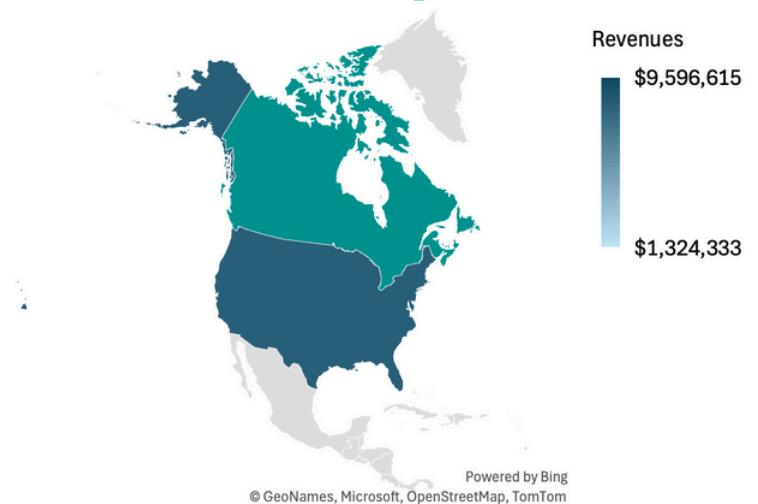 Revenues
$9,596,615
$1,324,333
Powered by Bing
© GeoNames, Microsoft, OpenStreetMap, TomTom